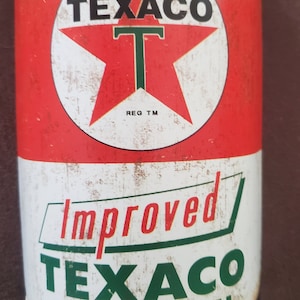 TEXACO
T
REG TM
Improved
TEXACO